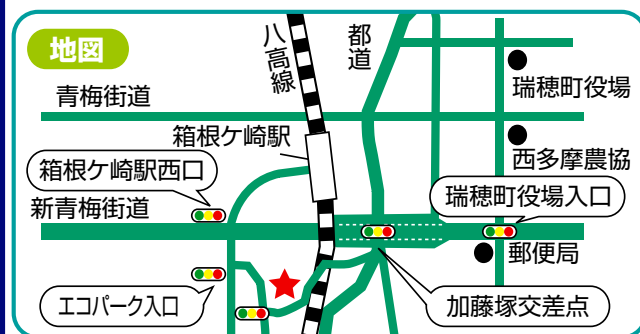 地図
八高線
都道
瑞穂町役場
青梅街道
箱根ケ崎駅
西多摩農協
箱根ケ崎駅西口
瑞穂町役場入口
新青梅街道
郵便局
エコパーク入口
加藤塚交差点